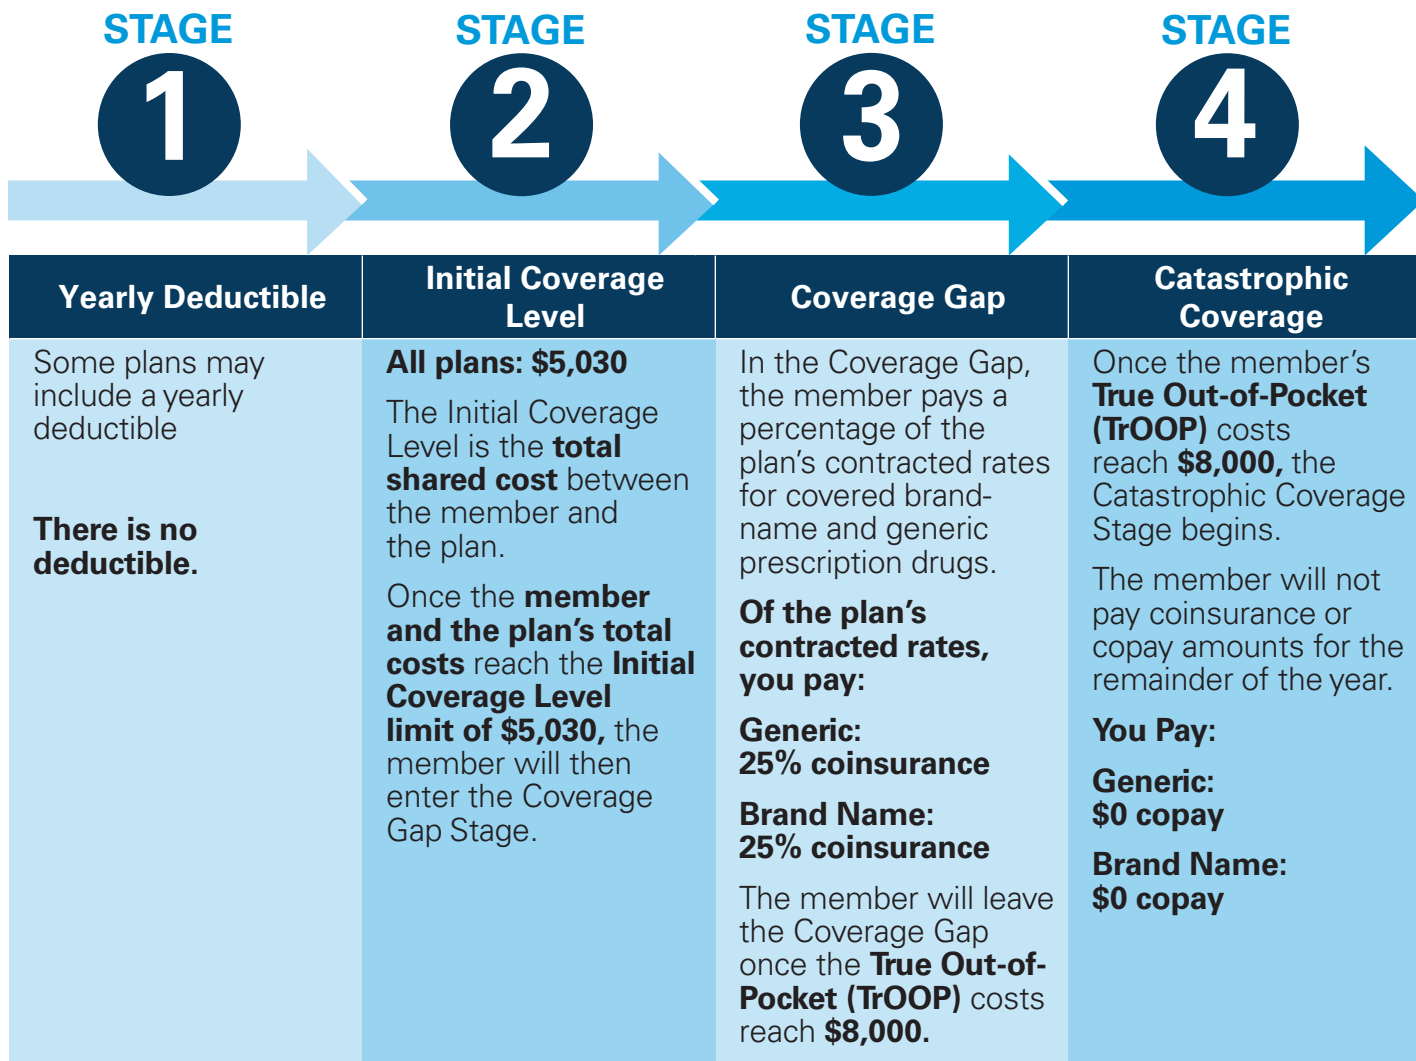 STAGE
1
STAGE
2
STAGE
3
STAGE
4
Yearly Deductible
Some plans may
include a yearly
deductible
There is no
deductible.
Initial Coverage
Level
All plans: $5,030
The Initial Coverage
Level is the total
shared cost between
the member and
the plan.
Once the member
and the plan’s total
costs reach the Initial
Coverage Level
limit of $5,030, the
member will then
enter the Coverage
Gap Stage.
Coverage Gap
In the Coverage Gap,
the member pays a
percentage of the
plan’s contracted rates
for covered brand-
name and generic
prescription drugs.
Of the plan’s
contracted rates,
you pay:
Generic:
25% coinsurance
Brand Name:
25% coinsurance
The member will leave
the Coverage Gap
once the True Out-of-
Pocket (TrOOP) costs
reach $8,000.
Catastrophic
Coverage
Once the member’s
True Out-of-Pocket
(TrOOP) costs
reach $8,000, the
Catastrophic Coverage
Stage begins.
The member will not
pay coinsurance or
copay amounts for the
remainder of the year.
You Pay:
Generic:
$0 copay
Brand Name:
$0 copay